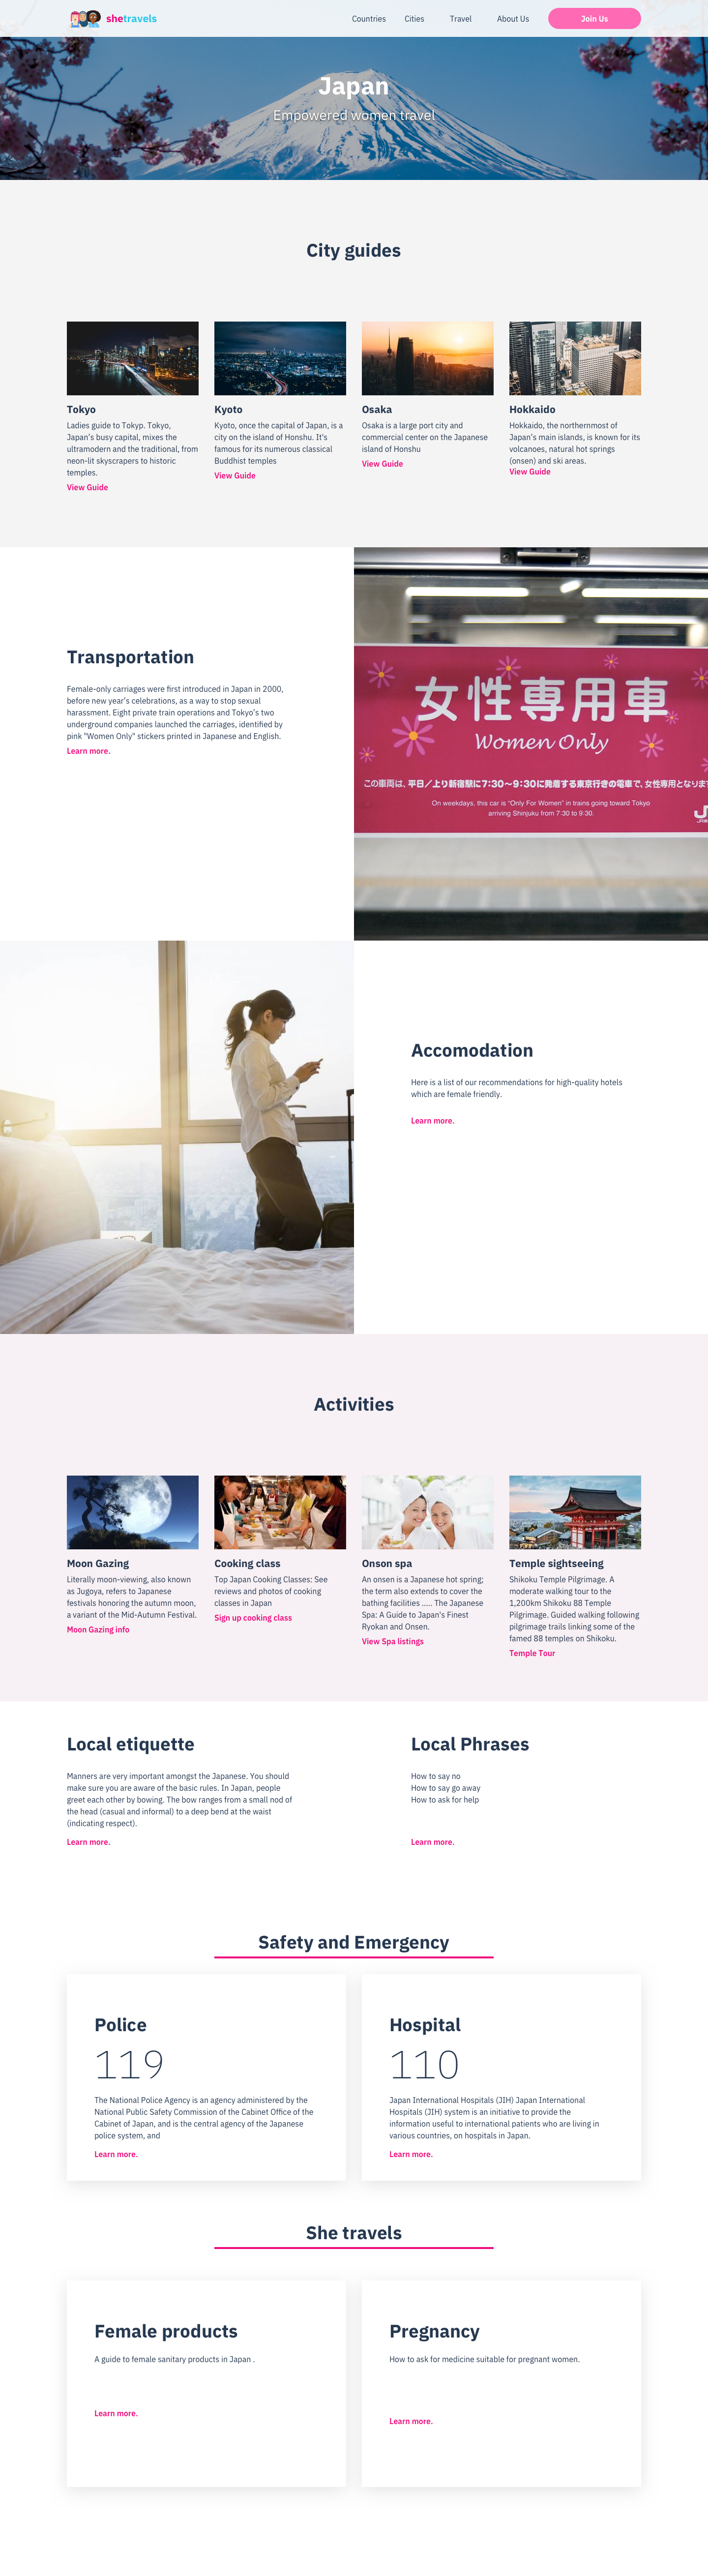 shetravels
Countries Cities Travel About Us Join Us
Japan
Empowered women travel
City guides
Tokyo
Ladies guide to Tokyp. Tokyo,
Japan's busy capital, mixes the
ultramodern and the traditional, from
neon-lit skyscrapers to historic
temples.
View Guide
Kyoto
Kyoto, once the capital of Japan, is a
city on the island of Honshu. It's
famous for its numerous classical
Buddhist temples
View Guide
Osaka
Osaka is a large port city and
commercial center on the Japanese
island of Honshu
View Guide
Hokkaido
Hokkaido, the northernmost of
Japan's main islands, is known for its
volcanoes, natural hot springs
(onsen) and ski areas.
View Guide
Transportation
Female-only carriages were first introduced in Japan in 2000,
before new year's celebrations, as a way to stop sexual
harassment. Eight private train operations and Tokyo's two
underground companies launched the carriages, identified by
pink "Women Only" stickers printed in Japanese and English.
Learn more.
女性専用車
Women Only
この車両は、平日／上り新宿駅に7:30～9:30に発着する東京行きの電車で、女性専用となります
On weekdays, this car is "Only For Women" in trains going toward Tokyo
arriving Shinjuku from 7:30 to 9:30.
Accomodation
Here is a list of our recommendations for high-quality hotels
which are female friendly.
Learn more.
Activities
Moon Gazing
Literally moon-viewing, also known
as Jugoya, refers to Japanese
festivals honoring the autumn moon,
a variant of the Mid-Autumn Festival.
Moon Gazing info
Cooking class
Top Japan Cooking Classes: See
reviews and photos of cooking
classes in Japan
Sign up cooking class
Onson spa
An onsen is a Japanese hot spring;
the term also extends to cover the
bathing facilities ..... The Japanese
Spa: A Guide to Japan's Finest
Ryokan and Onsen.
View Spa listings
Temple sightseeing
Shikoku Temple Pilgrimage. A
moderate walking tour to the
1,200km Shikoku 88 Temple
Pilgrimage. Guided walking following
pilgrimage trails linking some of the
famed 88 temples on Shikoku.
Temple Tour
Local etiquette
Manners are very important amongst the Japanese. You should
make sure you are aware of the basic rules. In Japan, people
greet each other by bowing. The bow ranges from a small nod of
the head (casual and informal) to a deep bend at the waist
(indicating respect).
Learn more.
Local Phrases
How to say no
How to say go away
How to ask for help
Learn more.
Safety and Emergency
Police
119
The National Police Agency is an agency administered by the
National Public Safety Commission of the Cabinet Office of the
Cabinet of Japan, and is the central agency of the Japanese
police system, and
Learn more.
Hospital
110
Japan International Hospitals (JIH) Japan International
Hospitals (JIH) system is an initiative to provide the
information useful to international patients who are living in
various countries, on hospitals in Japan.
Learn more.
She travels
Female products
A guide to female sanitary products in Japan .
Learn more.
Pregnancy
How to ask for medicine suitable for pregnant women.
Learn more.